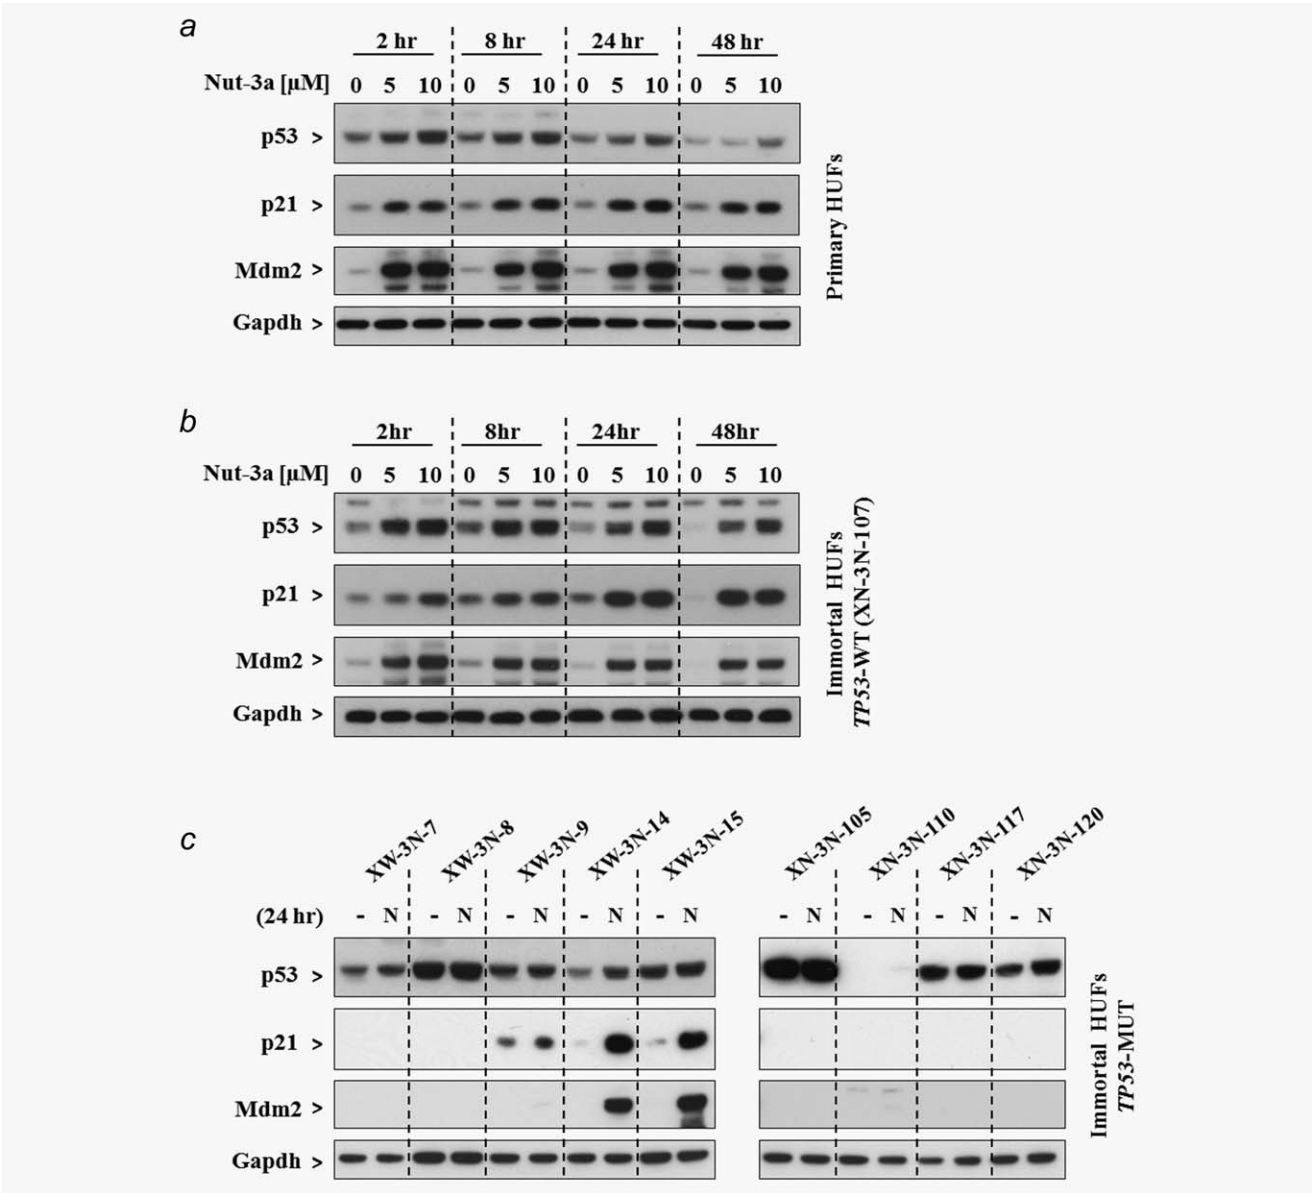 a
2 hr 8 hr 24 hr 48 hr
Nut-3a [µM] 0 5 10 0 5 10 0 5 10 0 5 10
p53 >
p21 >
Mdm2 >
Gapdh >
Primary HUFs
b
2hr 8hr 24hr 48hr
Nut-3a [µM] 0 5 10 0 5 10 0 5 10 0 5 10
p53 >
p21 >
Mdm2 >
Gapdh >
Immortal HUFs
TP53-WT (XN-3N-107)
c
XW-3N-7 XW-3N-8 XW-3N-9 XW-3N-14 XW-3N-15 XN-3N-105 XN-3N-110 XN-3N-117 XN-3N-120
(24 hr) - N - N - N - N - N - N - N - N - N
p53 >
p21 >
Mdm2 >
Gapdh >
Immortal HUFs
TP53-MUT